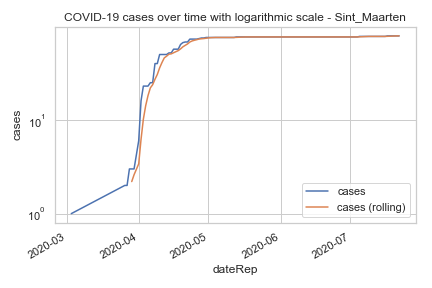 COVID-19 cases over time with logarithmic scale - Sint_Maarten
cases
10¹
10⁰
cases
cases (rolling)
2020-03
2020-04
2020-05
2020-06
2020-07
dateRep